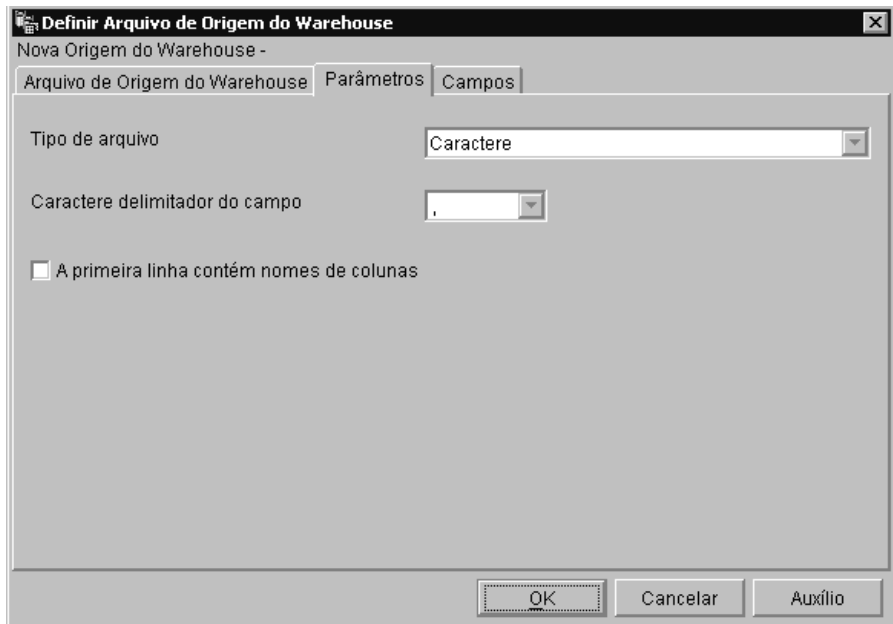 Definir Arquivo de Origem do Warehouse
Nova Origem do Warehouse -
Arquivo de Origem do Warehouse Parâmetros Campos
Tipo de arquivo Caractere
Caractere delimitador do campo ,
A primeira linha contém nomes de colunas
OK Cancelar Auxílio